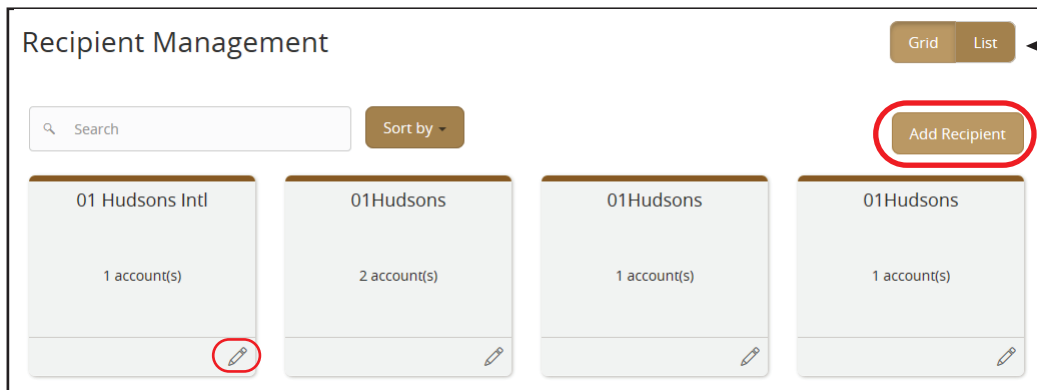 Recipient Management
Grid List
Search
Sort by
Add Recipient
01 Hudsons Intl
01Hudsons
01Hudsons
01Hudsons
1 account(s)
2 account(s)
1 account(s)
1 account(s)